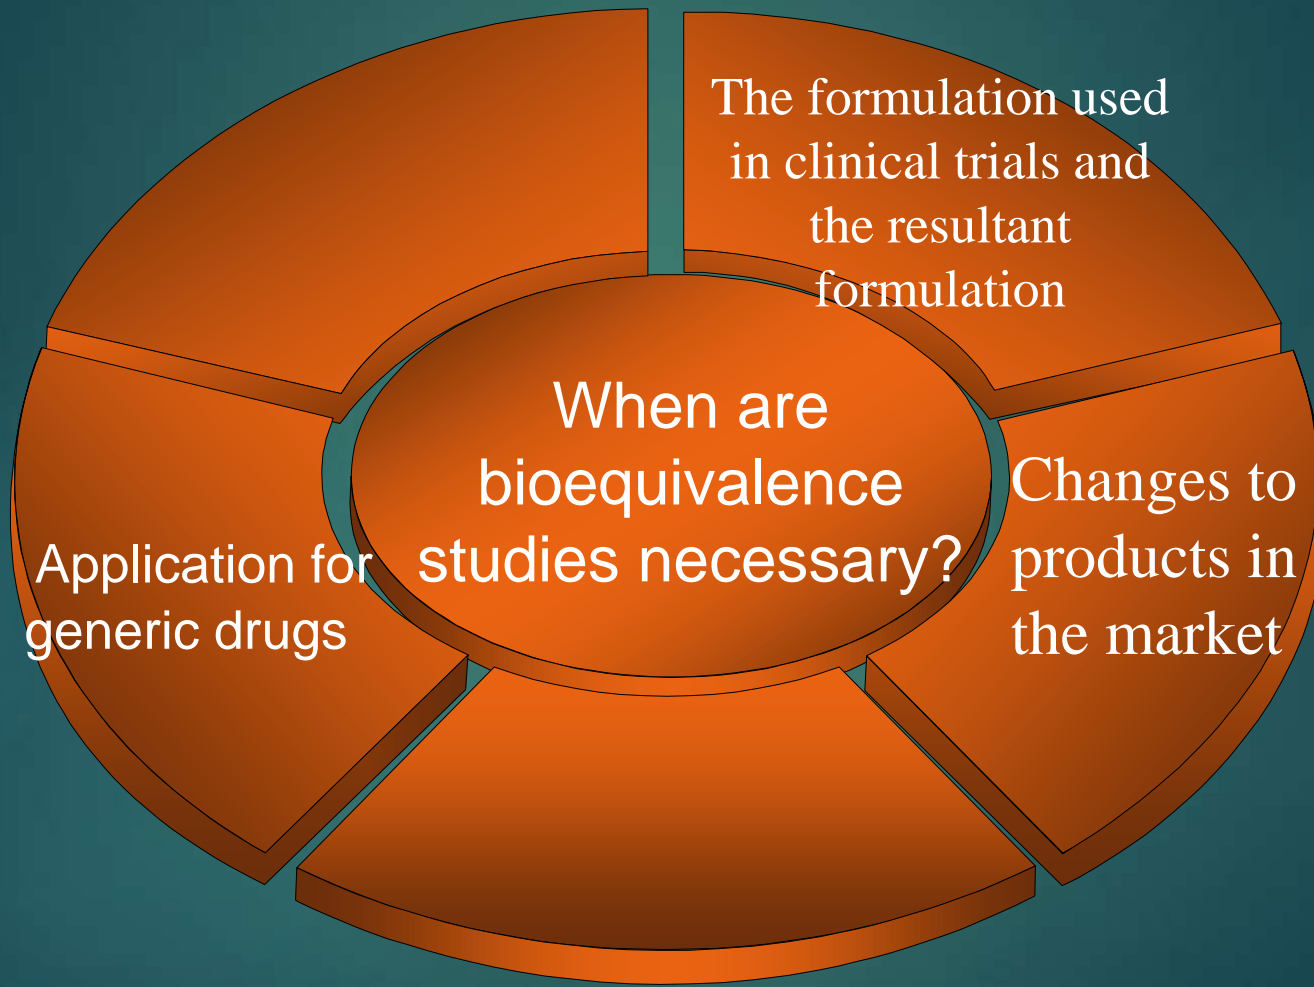 The formulation used
in clinical trials and
the resultant
formulation
When are
bioequivalence
studies necessary?
Changes to
products in
the market
Application for
generic drugs